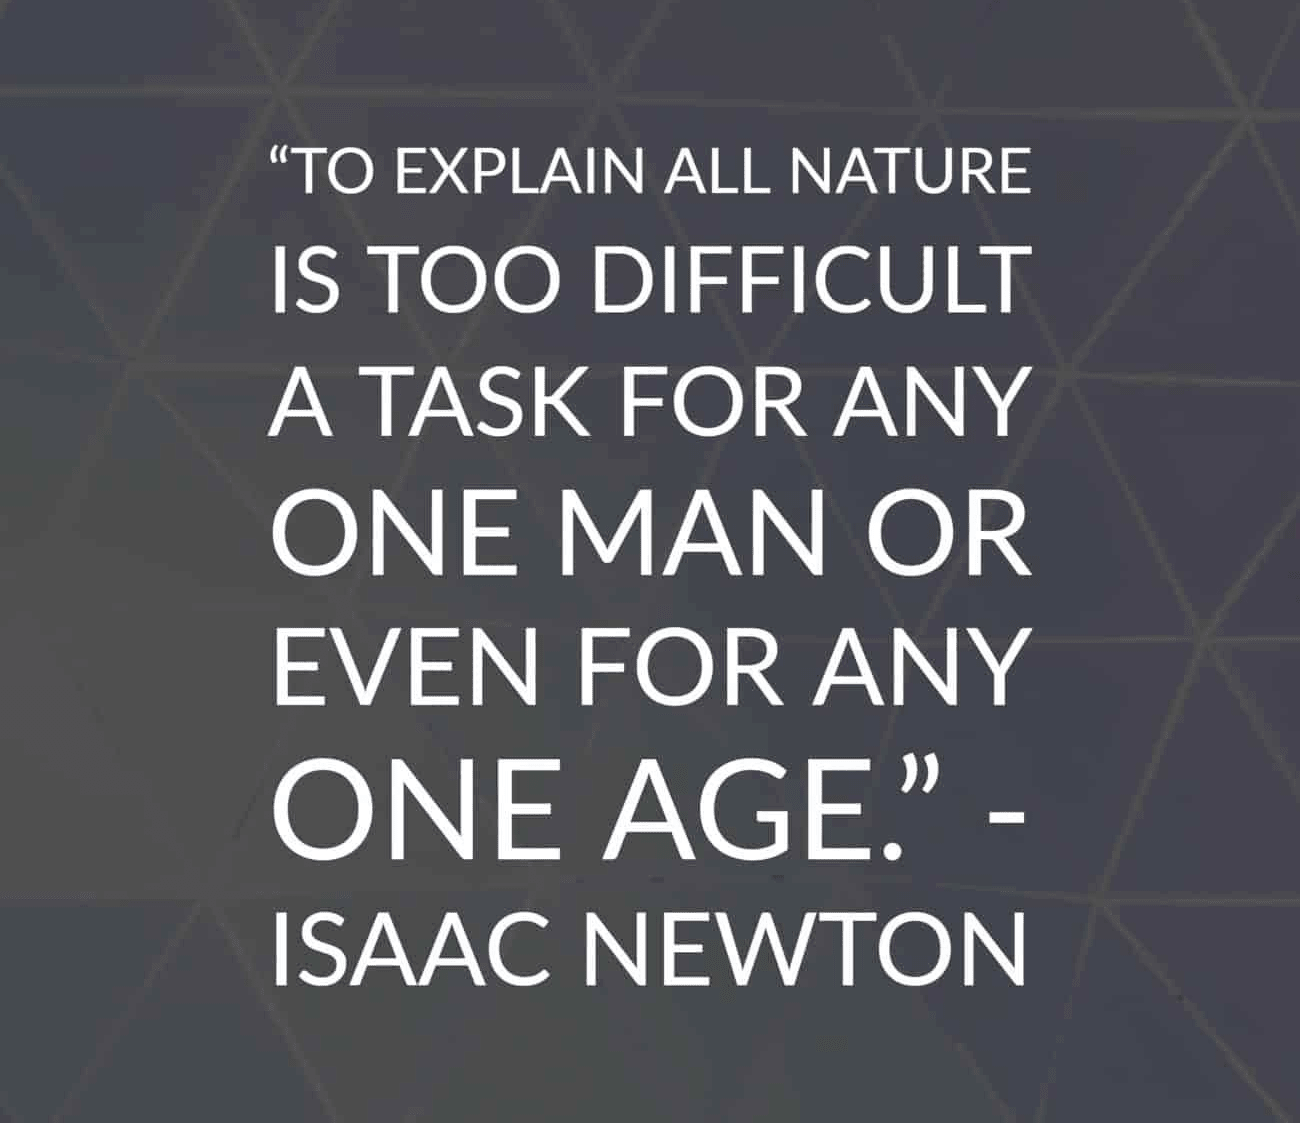 “TO EXPLAIN ALL NATURE
IS TOO DIFFICULT
A TASK FOR ANY
ONE MAN OR
EVEN FOR ANY
ONE AGE.” -
ISAAC NEWTON